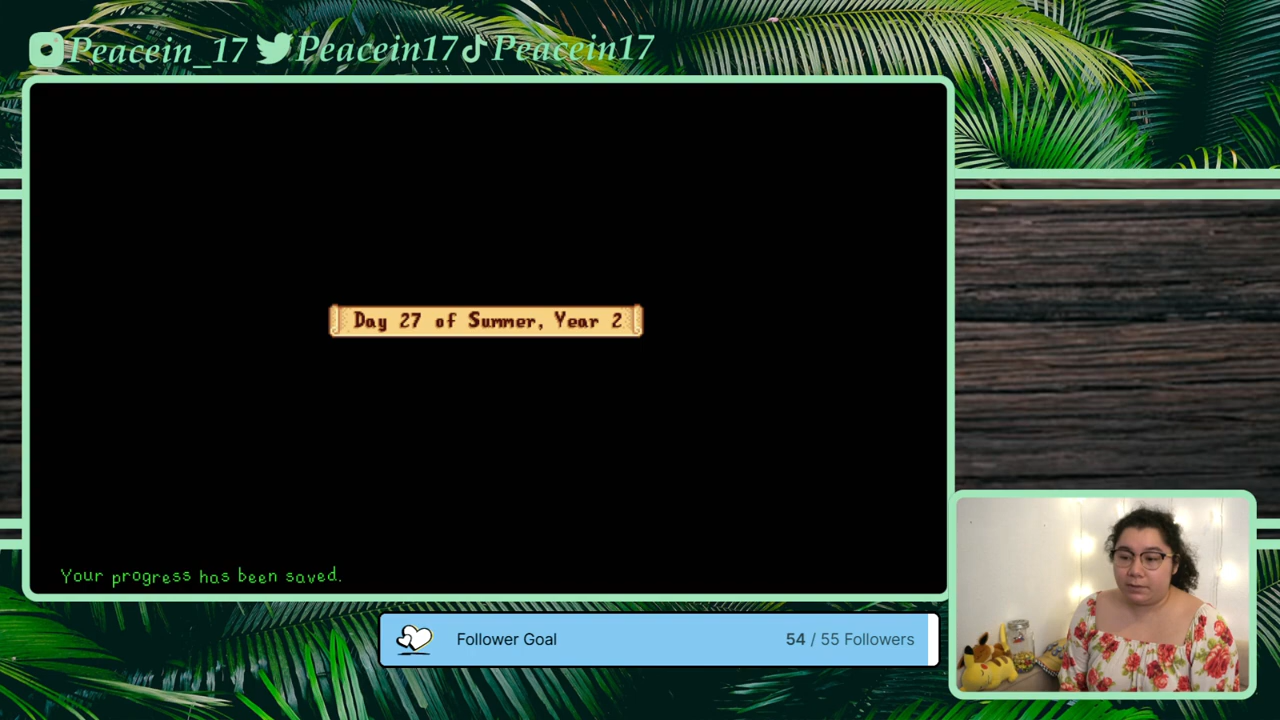 Peacein_17 Peacein17 Peacein17
Day 27 of Summer, Year 2
Your progress has been saved.
Follower Goal 54 / 55 Followers